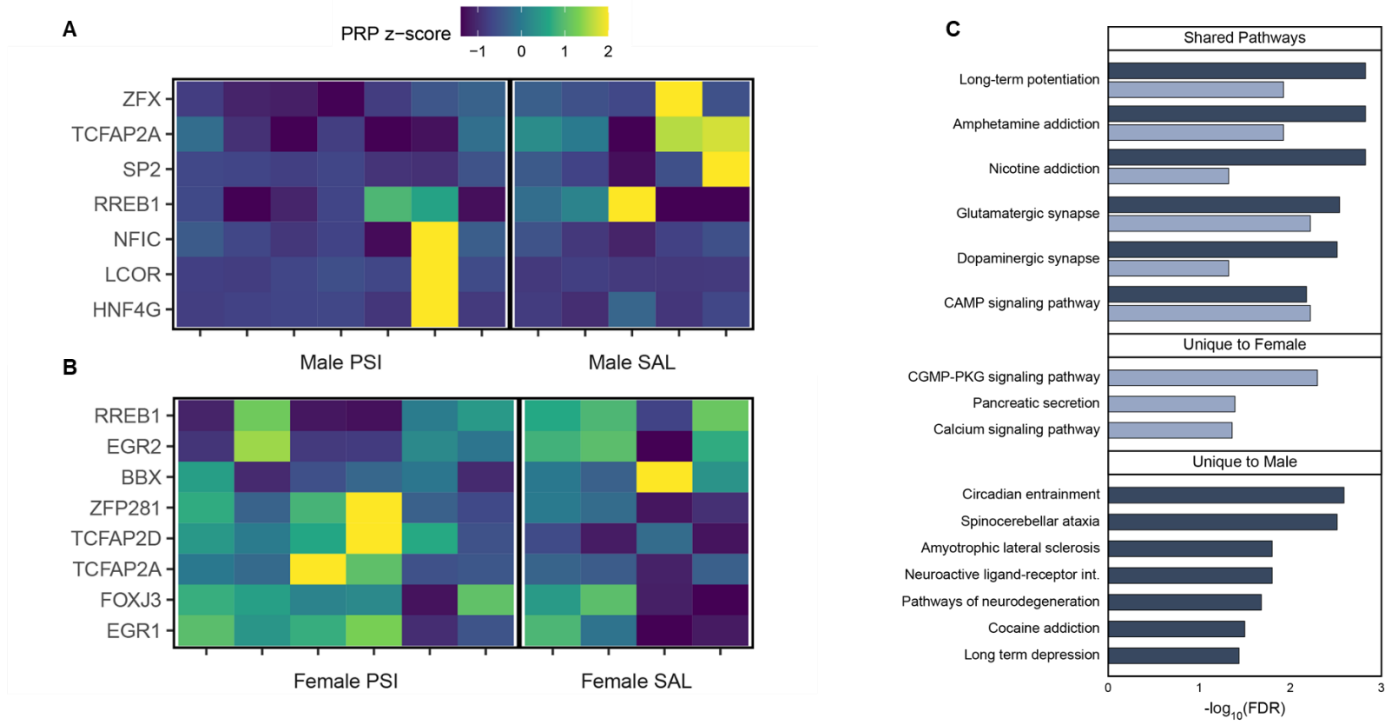 A
PRP z-score
−1 0 1 2
ZFX
TCFAP2A
SP2
RREB1
NFIC
LCOR
HNF4G
Male PSI Male SAL
B
RREB1
EGR2
BBX
ZFP281
TCFAP2D
TCFAP2A
FOXJ3
EGR1
Female PSI Female SAL
C
Shared Pathways
Long-term potentiation
Amphetamine addiction
Nicotine addiction
Glutamatergic synapse
Dopaminergic synapse
CAMP signaling pathway
Unique to Female
CGMP-PKG signaling pathway
Pancreatic secretion
Calcium signaling pathway
Unique to Male
Circadian entrainment
Spinocerebellar ataxia
Amyotrophic lateral sclerosis
Neuroactive ligand-receptor int.
Pathways of neurodegeneration
Cocaine addiction
Long term depression
0 1 2 3
-log10(FDR)